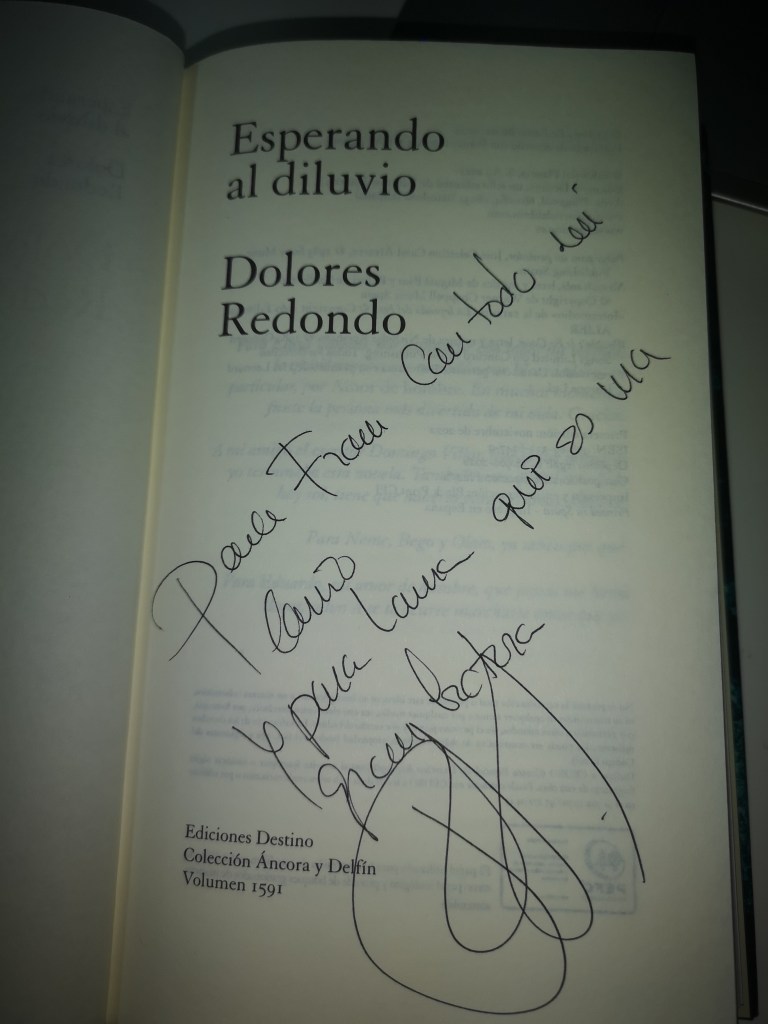 Esperando
al diluvio
Dolores
Redondo
Para Fran Con todo mi
Cariño
Y para Laura que es una
gran lectora
Ediciones Destino
Colección Áncora y Delfín
Volumen 1591